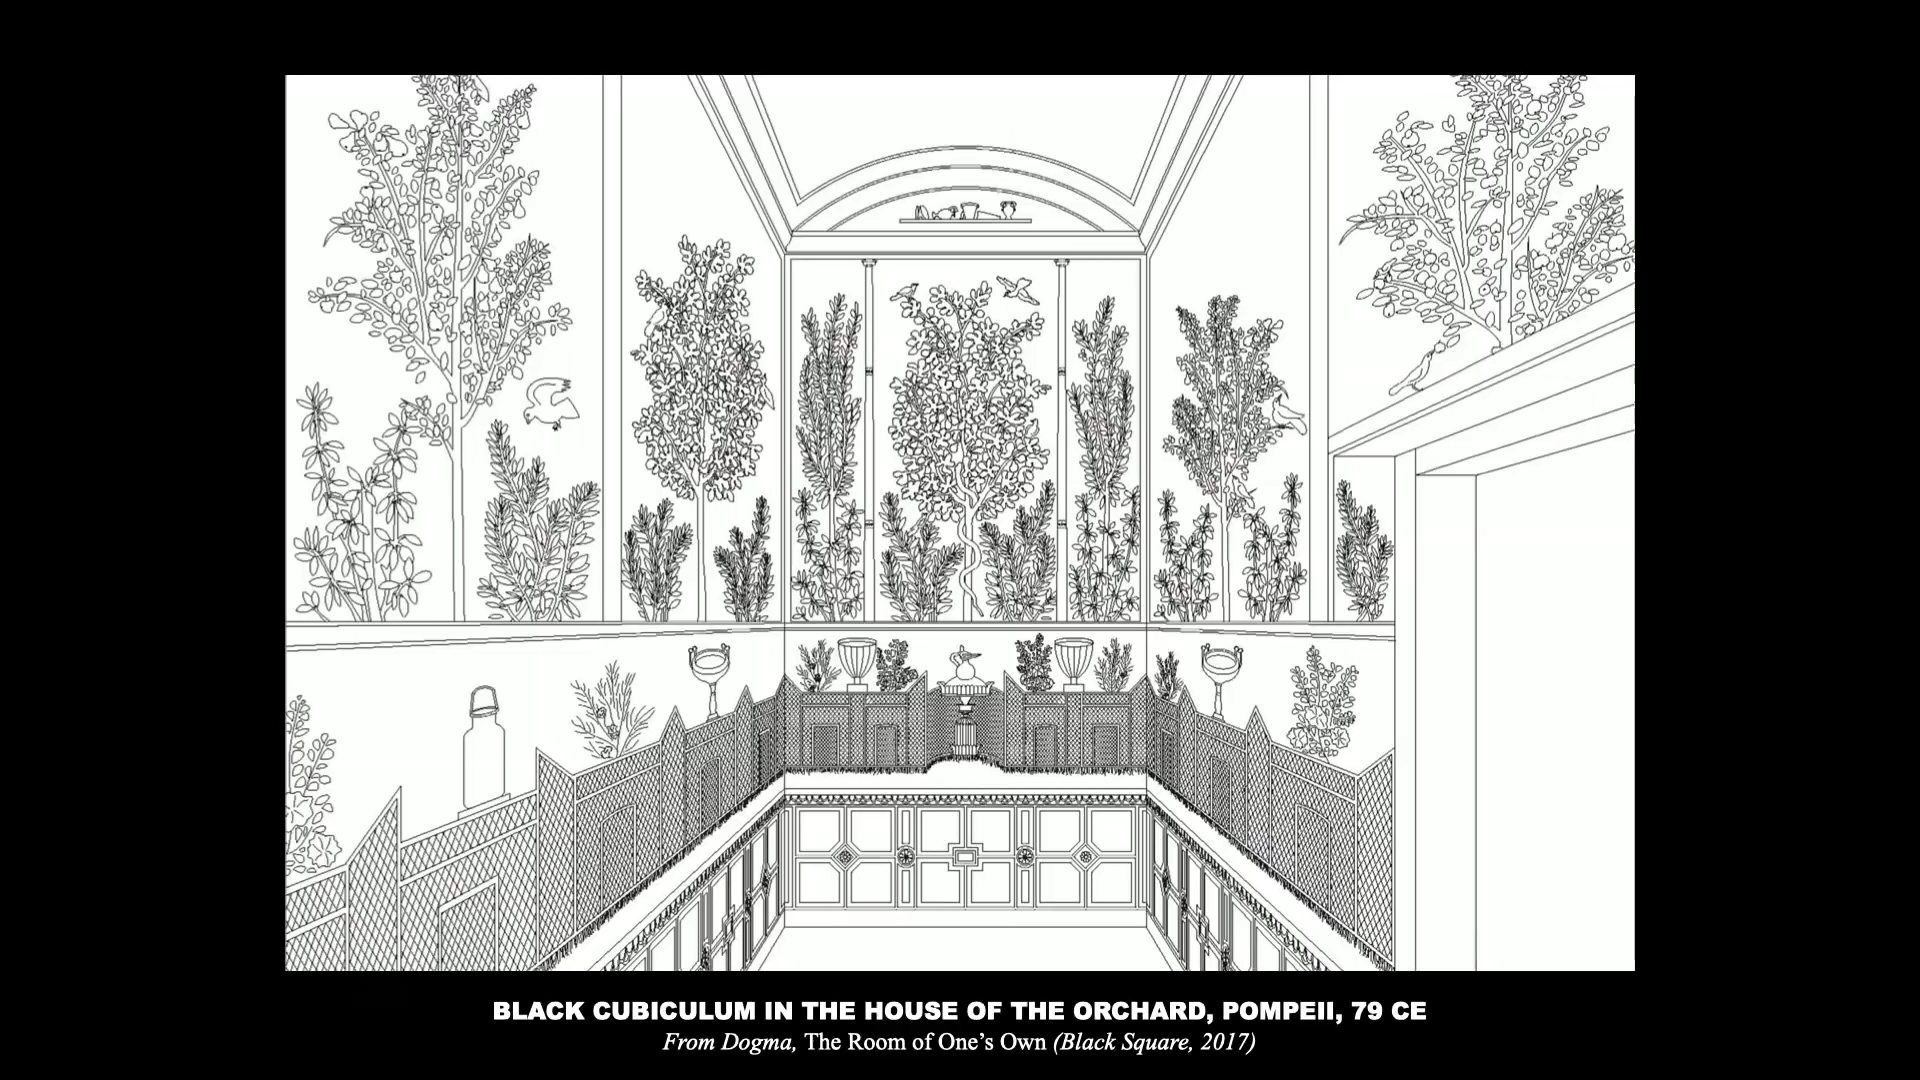 BLACK CUBICULUM IN THE HOUSE OF THE ORCHARD, POMPEII, 79 CE
From Dogma, The Room of One’s Own (Black Square, 2017)